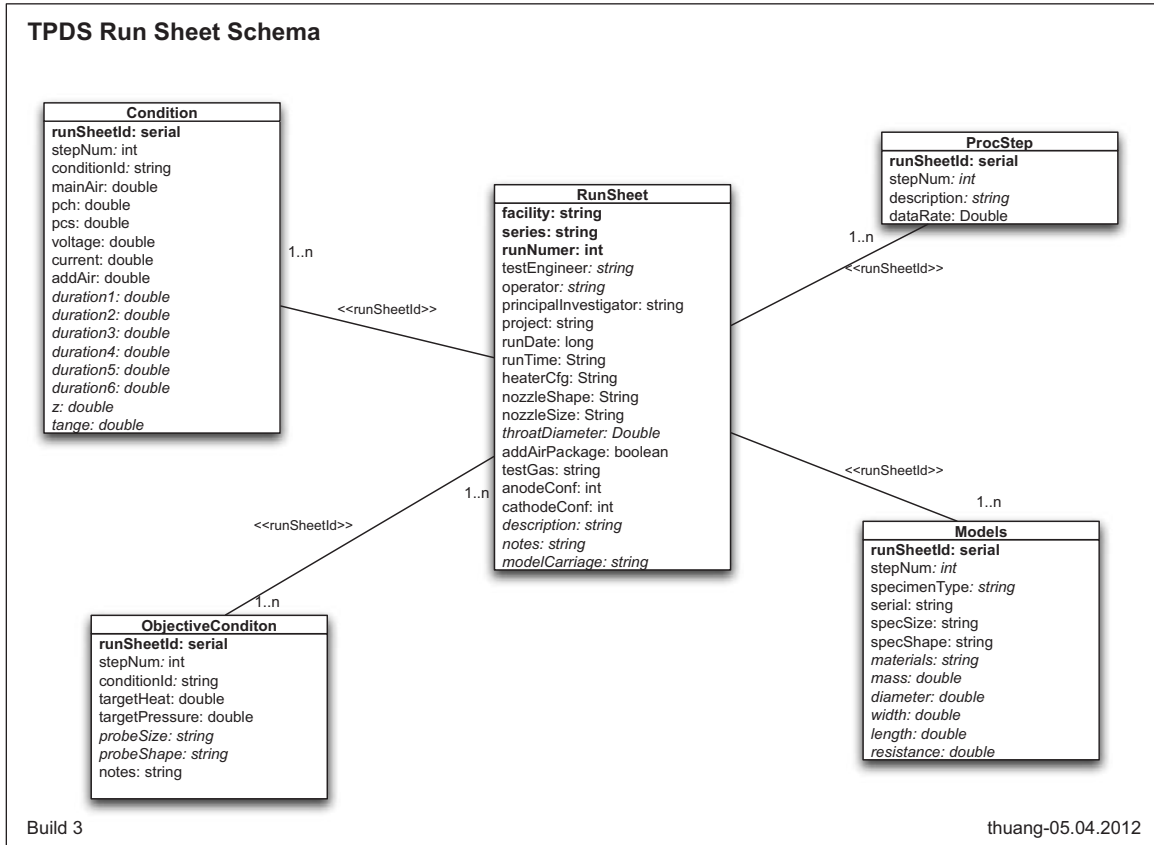 TPDS Run Sheet Schema
Condition
runSheetId: serial
stepNum: int
conditionId: string
mainAir: double
pch: double
pcs: double
voltage: double
current: double
addAir: double
duration1: double
duration2: double
duration3: double
duration4: double
duration5: double
duration6: double
z: double
tange: double
1..n
<<runSheetId>>
RunSheet
facility: string
series: string
runNumer: int
testEngineer: string
operator: string
principalInvestigator: string
project: string
runDate: long
runTime: String
heaterCfg: String
nozzleShape: String
nozzleSize: String
throatDiameter: Double
addAirPackage: boolean
testGas: string
anodeConf: int
cathodeConf: int
description: string
notes: string
modelCarriage: string
ProcStep
runSheetId: serial
stepNum: int
description: string
dataRate: Double
1..n
<<runSheetId>>
<<runSheetId>>
1..n
Models
runSheetId: serial
stepNum: int
specimenType: string
serial: string
specSize: string
specShape: string
materials: string
mass: double
diameter: double
width: double
length: double
resistance: double
1..n
<<runSheetId>>
1..n
ObjectiveConditon
runSheetId: serial
stepNum: int
conditionId: string
targetHeat: double
targetPressure: double
probeSize: string
probeShape: string
notes: string
Build 3
thuang-05.04.2012